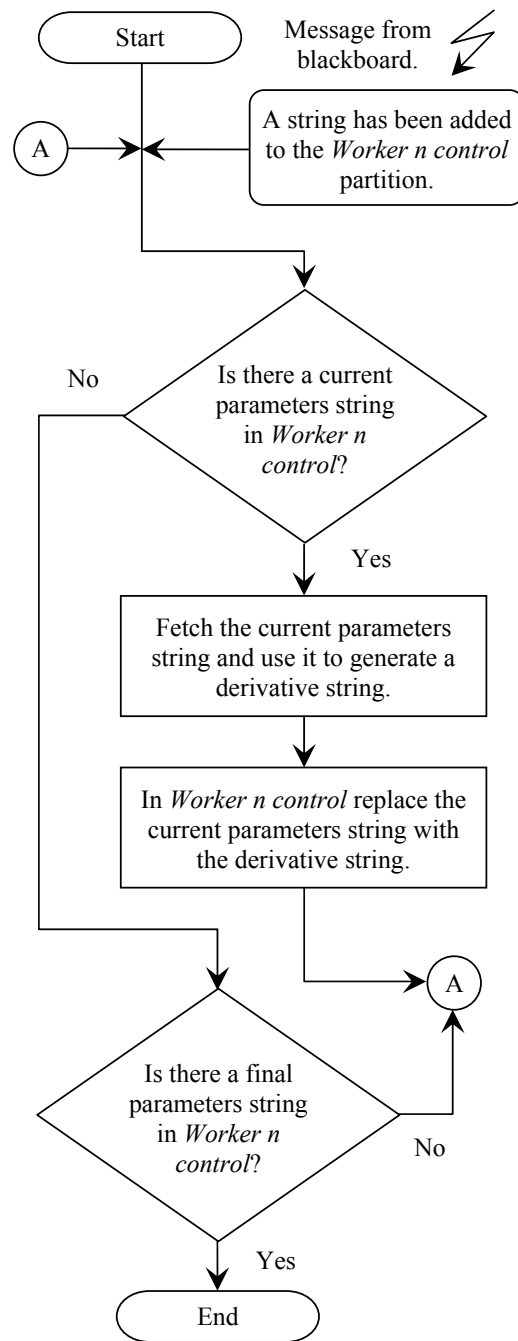 Start
Message from
blackboard.
A
A string has been added
to the Worker n control
partition.
No
Is there a current
parameters string
in Worker n
control?
Yes
Fetch the current parameters
string and use it to generate a
derivative string.
In Worker n control replace the
current parameters string with
the derivative string.
A
Is there a final
parameters string
in Worker n
control?
No
Yes
End